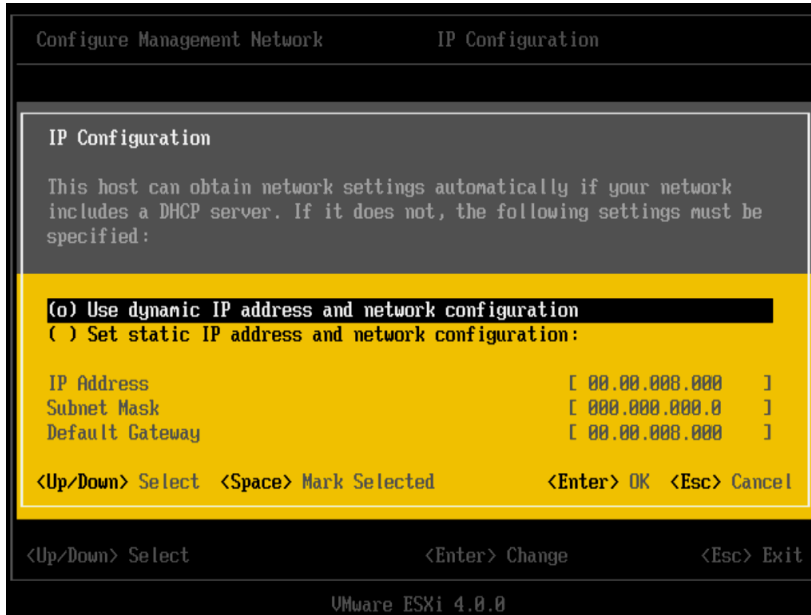 Configure Management Network IP Configuration
IP Configuration
This host can obtain network settings automatically if your network
includes a DHCP server. If it does not, the following settings must be
specified:
(o) Use dynamic IP address and network configuration
( ) Set static IP address and network configuration:
IP Address [ 00.00.008.000 ]
Subnet Mask [ 000.000.000.0 ]
Default Gateway [ 00.00.008.000 ]
<Up/Down> Select <Space> Mark Selected <Enter> OK <Esc> Cancel
<Up/Down> Select <Enter> Change <Esc> Exit
VMware ESXi 4.0.0